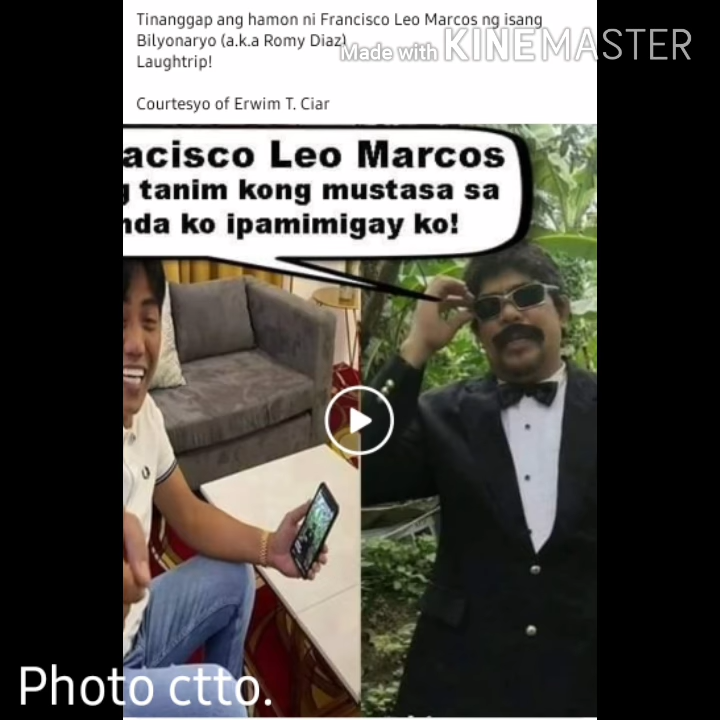 Tinanggap ang hamon ni Francisco Leo Marcos ng isang
Bilyonaryo (a.k.a Romy Diaz)
Laughtrip!
Made with KINEMASTER
Courtesyo of Erwim T. Ciar
acisco Leo Marcos
tanim kong mustasa sa
nda ko ipamimigay ko!
Photo ctto.